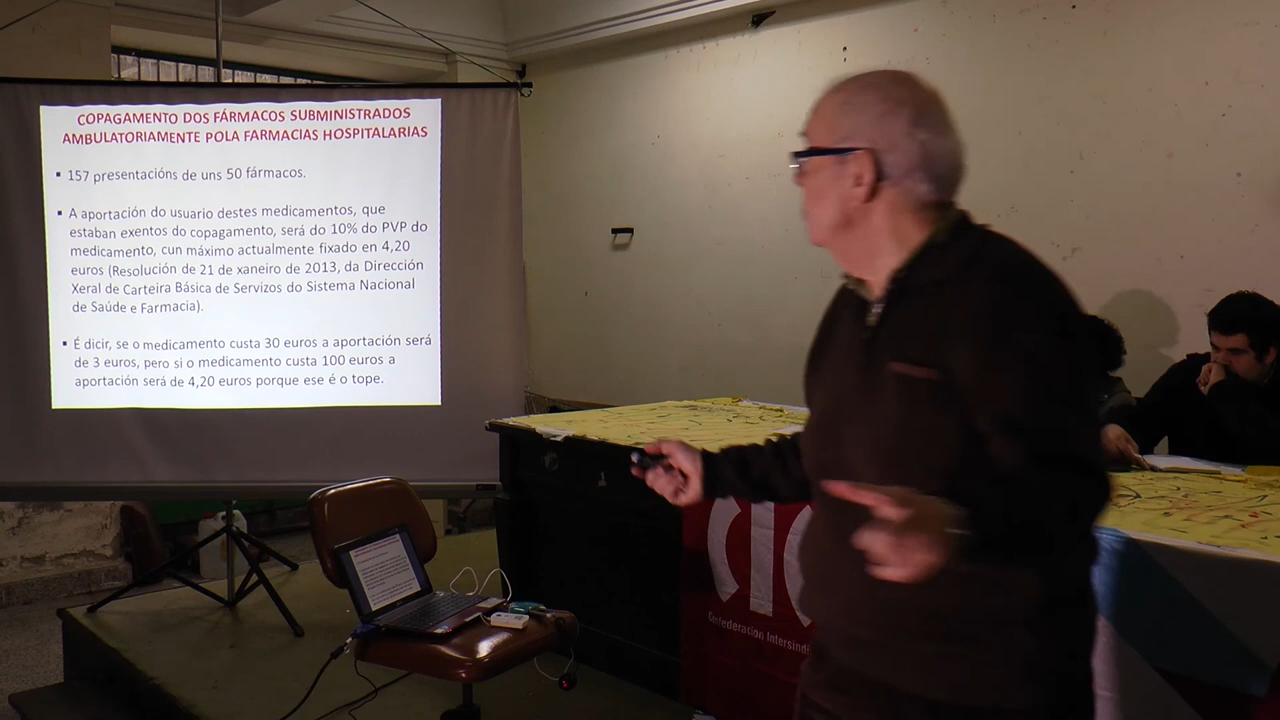 COPAGAMENTO DOS FÁRMACOS SUBMINISTRADOS
AMBULATORIAMENTE POLA FARMACIAS HOSPITALARIAS
▪ 157 presentacións de uns 50 fármacos.
▪ A aportación do usuario destes medicamentos, que
estaban exentos do copagamento, será do 10% do PVP do
medicamento, cun máximo actualmente fixado en 4,20
euros (Resolución de 21 de xaneiro de 2013, da Dirección
Xeral de Carteira Básica de Servizos do Sistema Nacional
de Saúde e Farmacia).
▪ É dicir, se o medicamento custa 30 euros a aportación será
de 3 euros, pero si o medicamento custa 100 euros a
aportación será de 4,20 euros porque ese é o tope.
CIG
Confederación Intersindi